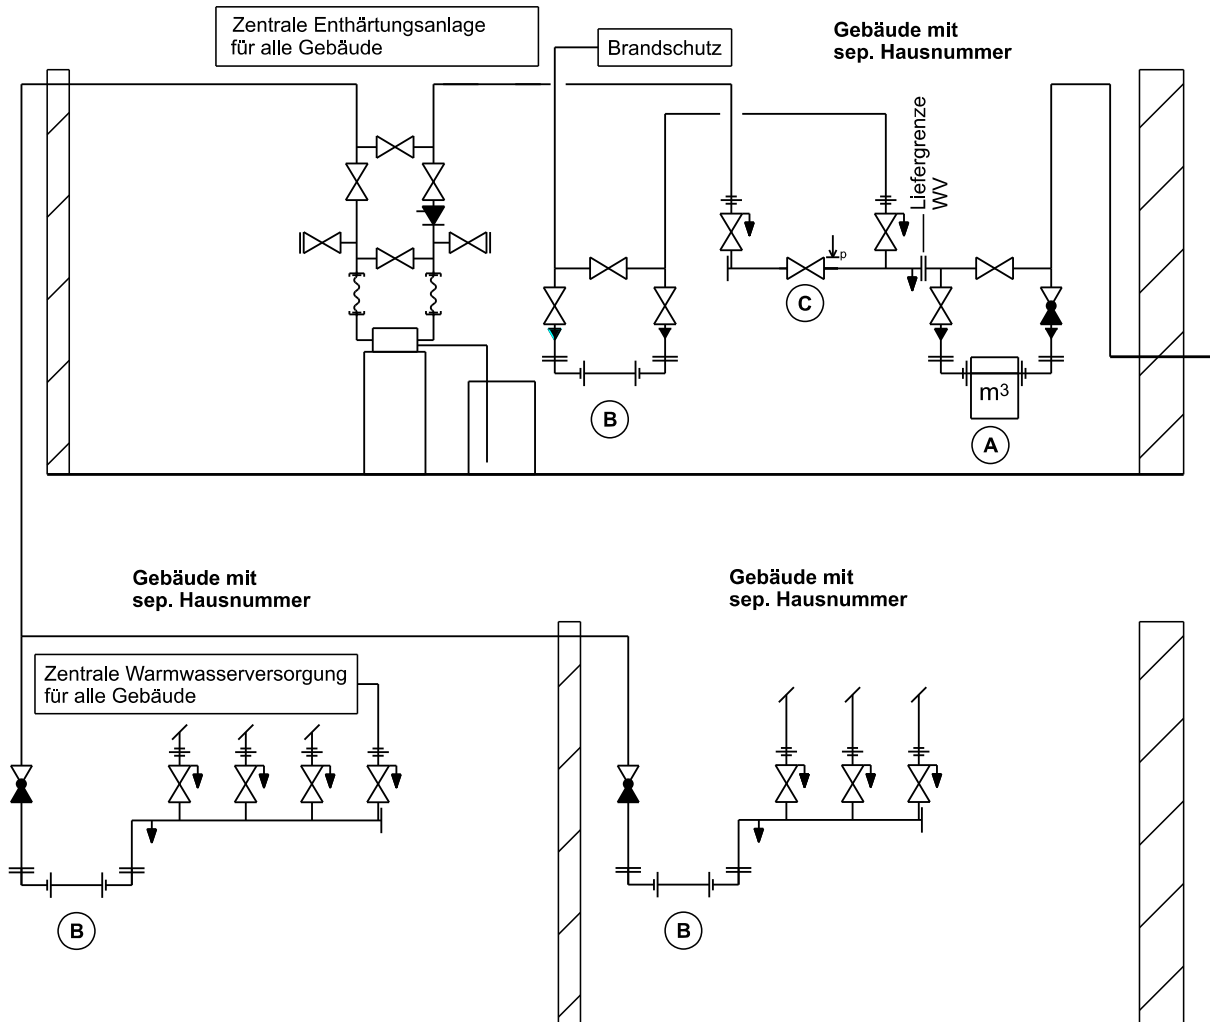 Zentrale Enthärtungsanlage
für alle Gebäude
Brandschutz
Gebäude mit
sep. Hausnummer
Liefergrenze
WV
p
C
B
m³
A
Gebäude mit
sep. Hausnummer
Gebäude mit
sep. Hausnummer
Zentrale Warmwasserversorgung
für alle Gebäude
B
B